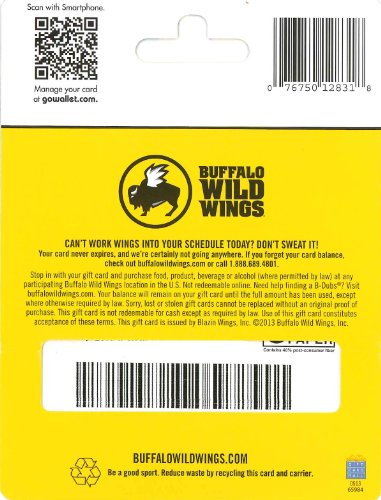 Scan with Smartphone.
Manage your card
at gowallet.com.
0 76750 12831 8
BUFFALO
WILD
WINGS
CAN'T WORK WINGS INTO YOUR SCHEDULE TODAY? DON'T SWEAT IT!
Your card never expires, and we're certainly not going anywhere. If you forget your card balance,
check out buffalowildwings.com or call 1.888.689.4801.
Stop in with your gift card and purchase food, product, beverage or alcohol (where permitted by law) at any
participating Buffalo Wild Wings location in the U.S. Not redeemable online. Need help finding a B-Dubs®? Visit
buffalowildwings.com. Your balance will remain on your gift card until the full amount has been used, except
where otherwise required by law. Sorry, lost or stolen gift cards cannot be replaced without an original proof of
purchase. This gift card is not redeemable for cash except as required by law. Use of this gift card constitutes
acceptance of these terms. This gift card is issued by Blazin Wings, Inc. ©2013 Buffalo Wild Wings, Inc.
PAPER
Contains 40% post-consumer fiber
BUFFALOWILDWINGS.COM
Be a good sport. Reduce waste by recycling this card and carrier.
0913
65984